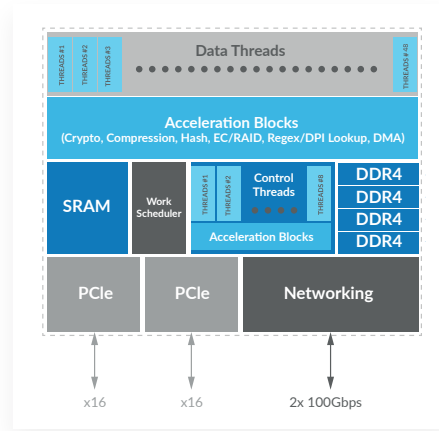 Data Threads
THREADS #1
THREADS #2
THREADS #3
THREADS #48
Acceleration Blocks
(Crypto, Compression, Hash, EC/RAID, Regex/DPI Lookup, DMA)
SRAM
Work
Scheduler
THREADS #1
THREADS #2
Control
Threads
THREADS #8
Acceleration Blocks
DDR4
DDR4
DDR4
DDR4
PCIe
PCIe
Networking
x16
x16
2x 100Gbps